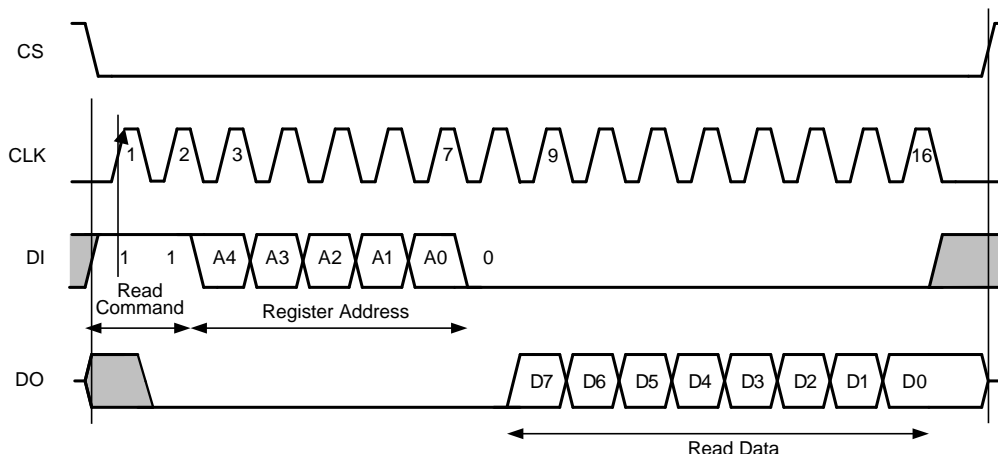 CS
CLK 1 2 3 7 9 16
DI 1 1 A4 A3 A2 A1 A0 0
Read
Command
Register Address
DO D7 D6 D5 D4 D3 D2 D1 D0
Read Data